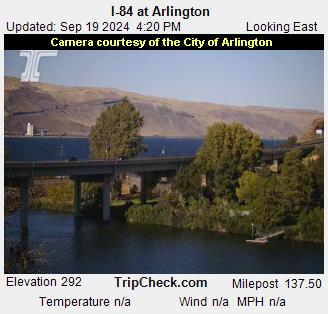 I-84 at Arlington
Updated: Sep 19 2024 4:20 PM Looking East
Camera courtesy of the City of Arlington
Elevation 292 TripCheck.com Milepost 137.50
Temperature n/a Wind n/a MPH n/a